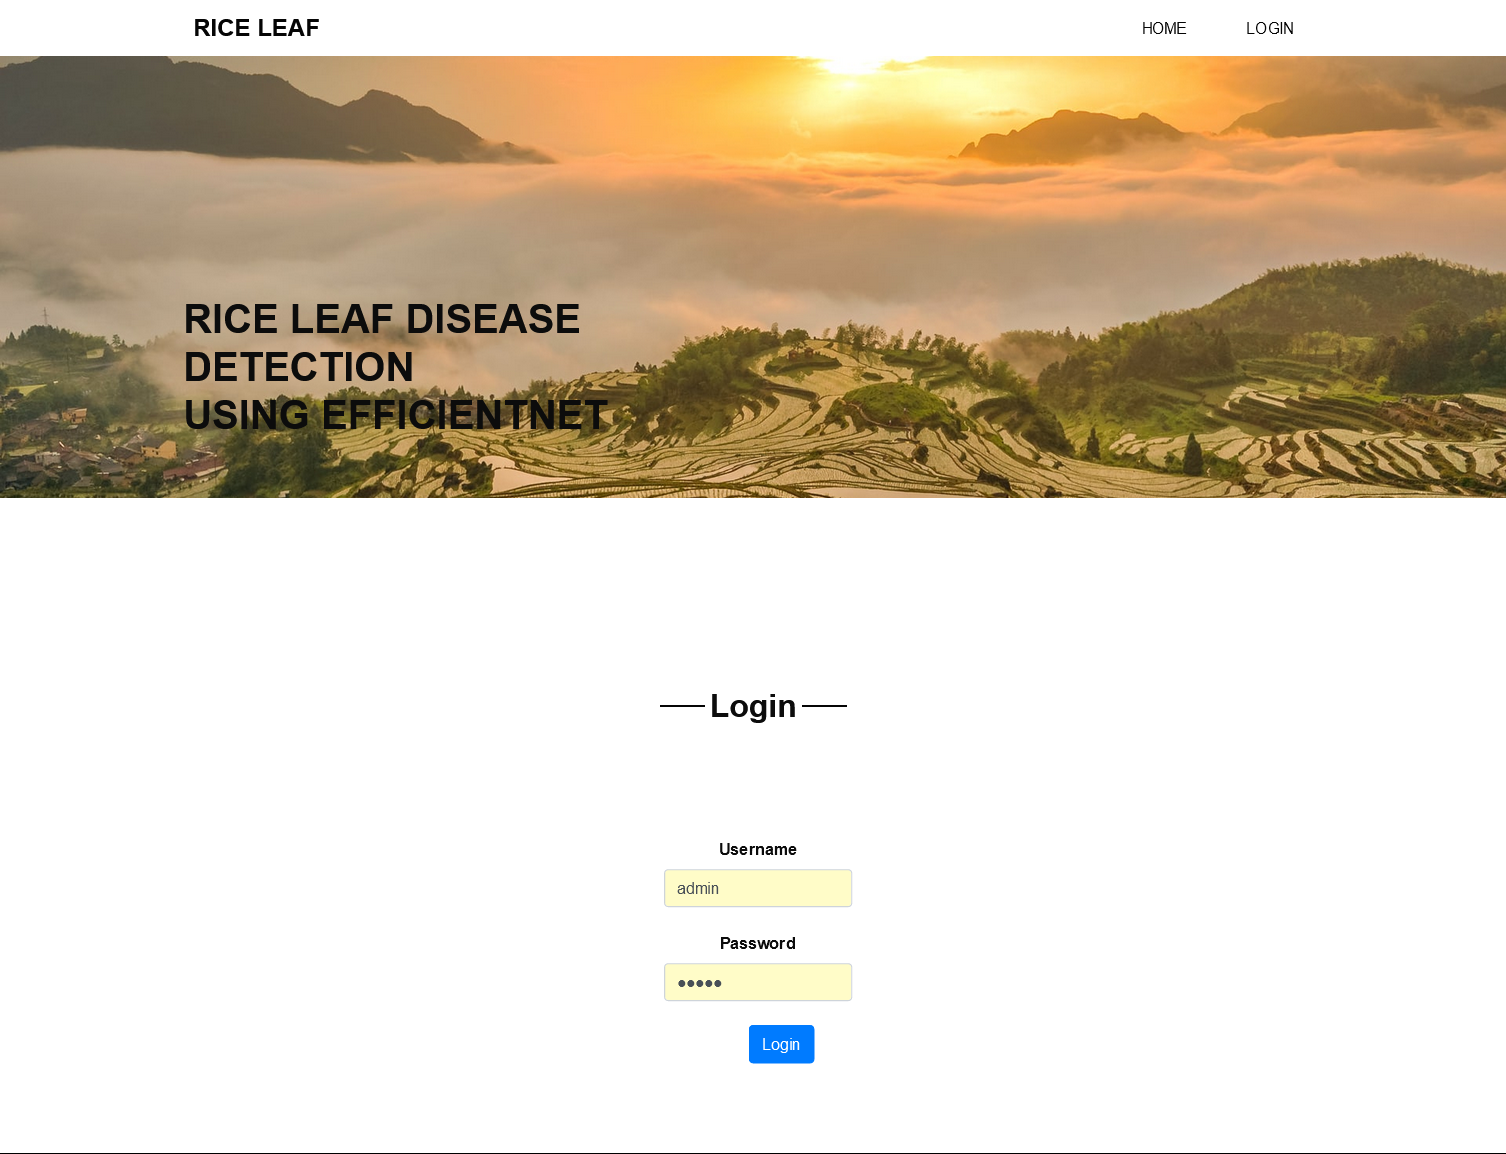 RICE LEAF
HOME
LOGIN
RICE LEAF DISEASE
DETECTION
USING EFFICIENTNET
Login
Username
admin
Password
•••••
Login